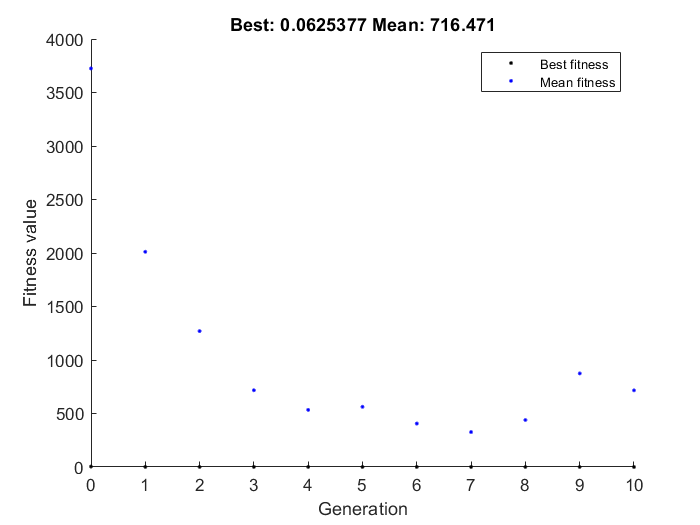 Best: 0.0625377 Mean: 716.471
Best fitness
Mean fitness
4000
3500
3000
2500
2000
1500
1000
500
0
Fitness value
0 1 2 3 4 5 6 7 8 9 10
Generation